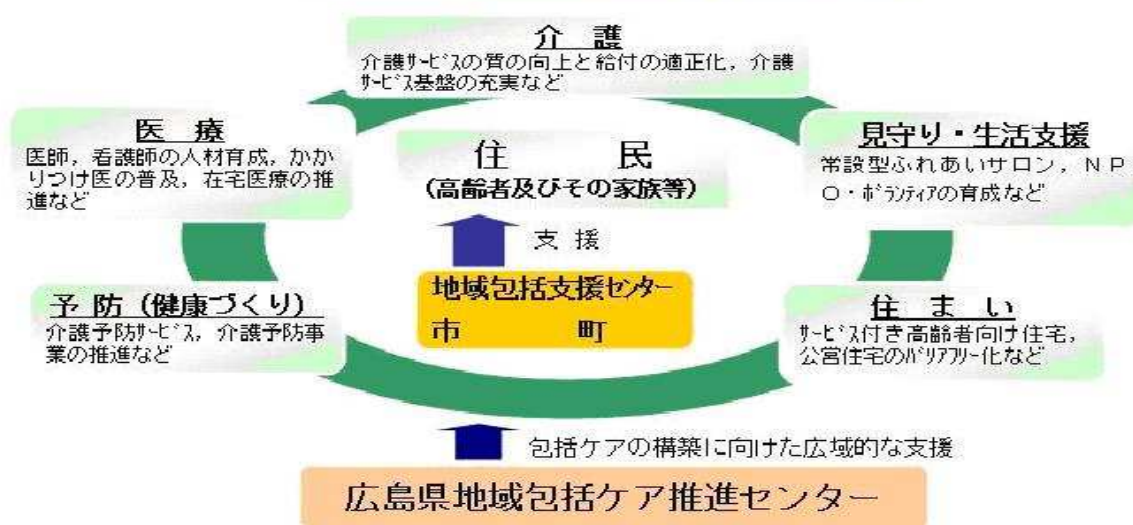 介 護
介護ｻｰﾋﾞｽの質の向上と給付の適正化，介護
ｻｰﾋﾞｽ基盤の充実など
医 療
医師，看護師の人材育成，かか
りつけ医の普及，在宅医療の推
進など
見守り・生活支援
常設型ふれあいサロン，ＮＰ
Ｏ・ﾎﾞﾗﾝﾃｨｱの育成など
住 民
(高齢者及びその家族等)
支 援
地域包括支援ｾﾝﾀｰ
市 町
予 防 (健康づくり)
介護予防ｻｰﾋﾞｽ，介護予防事
業の推進など
住 ま い
ｻｰﾋﾞｽ付き高齢者向け住宅，
公営住宅のﾊﾞﾘｱﾌﾘｰ化など
包括ケアの構築に向けた広域的な支援
広島県地域包括ケア推進センター